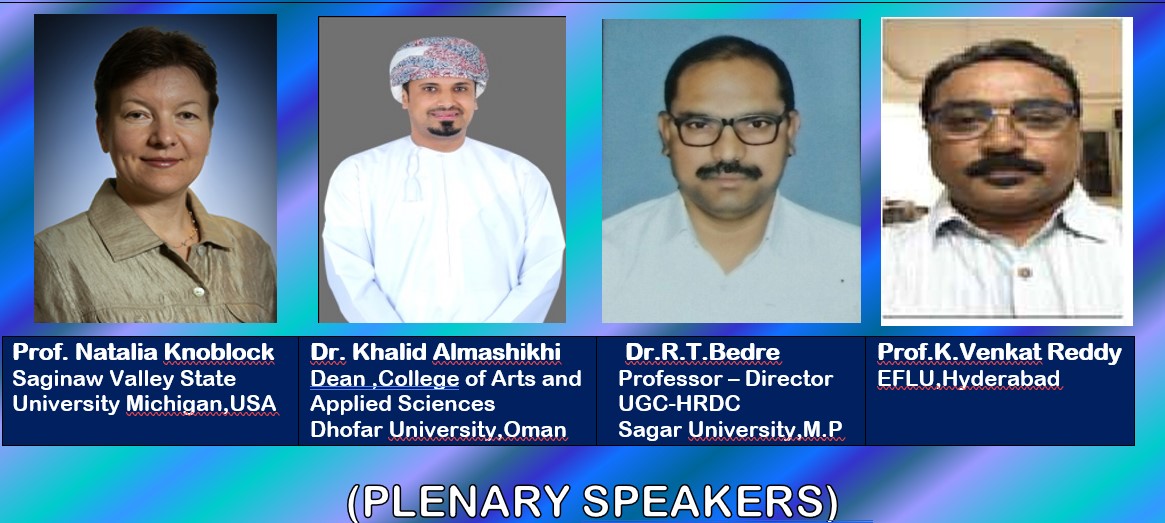 Prof. Natalia Knoblock
Saginaw Valley State
University Michigan,USA
Dr. Khalid Almashikhi
Dean ,College of Arts and
Applied Sciences
Dhofar University,Oman
Dr.R.T.Bedre
Professor – Director
UGC-HRDC
Sagar University,M.P
Prof.K.Venkat Reddy
EFLU,Hyderabad
(PLENARY SPEAKERS)